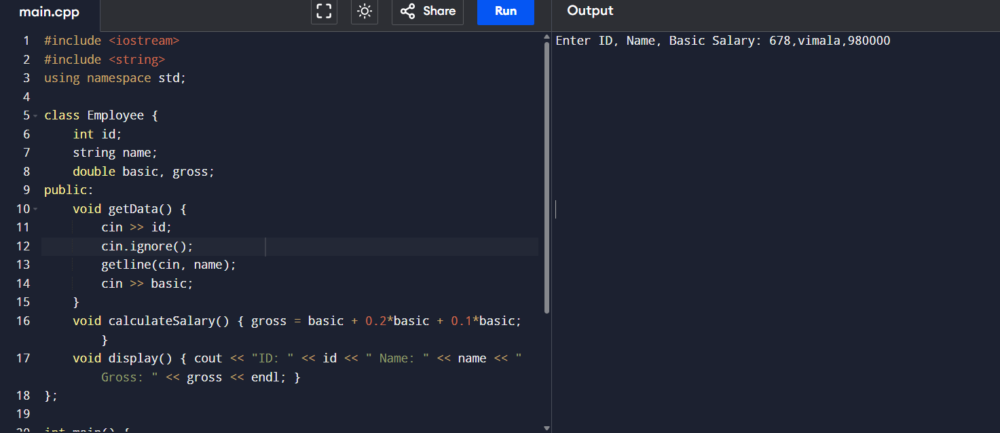 main.cpp
Share
Run
Output
1 #include <iostream>
2 #include <string>
3 using namespace std;
4
5 class Employee {
6 int id;
7 string name;
8 double basic, gross;
9 public:
10 void getData() {
11 cin >> id;
12 cin.ignore();
13 getline(cin, name);
14 cin >> basic;
15 }
16 void calculateSalary() { gross = basic + 0.2*basic + 0.1*basic;
}
17 void display() { cout << "ID: " << id << " Name: " << name << "
Gross: " << gross << endl; }
18 };
19
20 int main() {
Enter ID, Name, Basic Salary: 678,vimala,980000